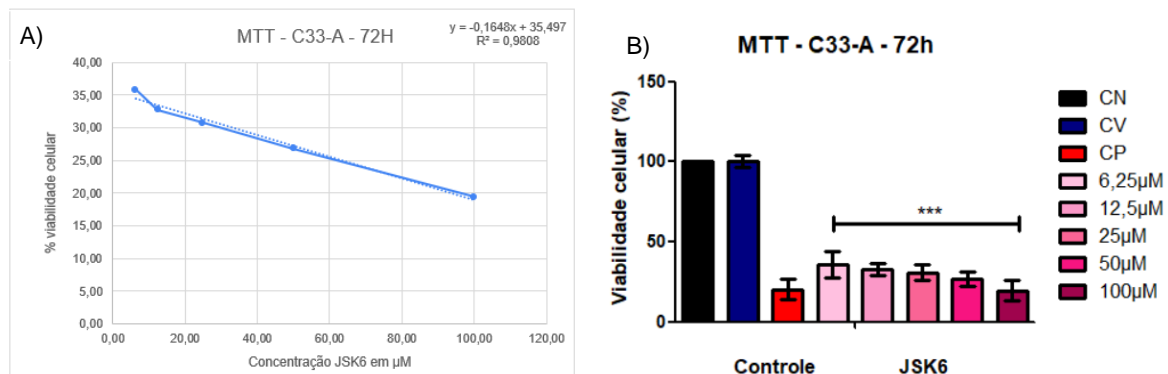 A)
MTT - C33-A - 72H
y = -0,1648x + 35,497
R² = 0,9808
40,00
35,00
30,00
25,00
20,00
15,00
10,00
5,00
0,00
% viabilidade celular
0,00 20,00 40,00 60,00 80,00 100,00 120,00
Concentração JSK6 em µM
B)
MTT - C33-A - 72h
150
100
50
0
Viabilidade celular (%)
***
Controle JSK6
CN
CV
CP
6,25µM
12,5µM
25µM
50µM
100µM